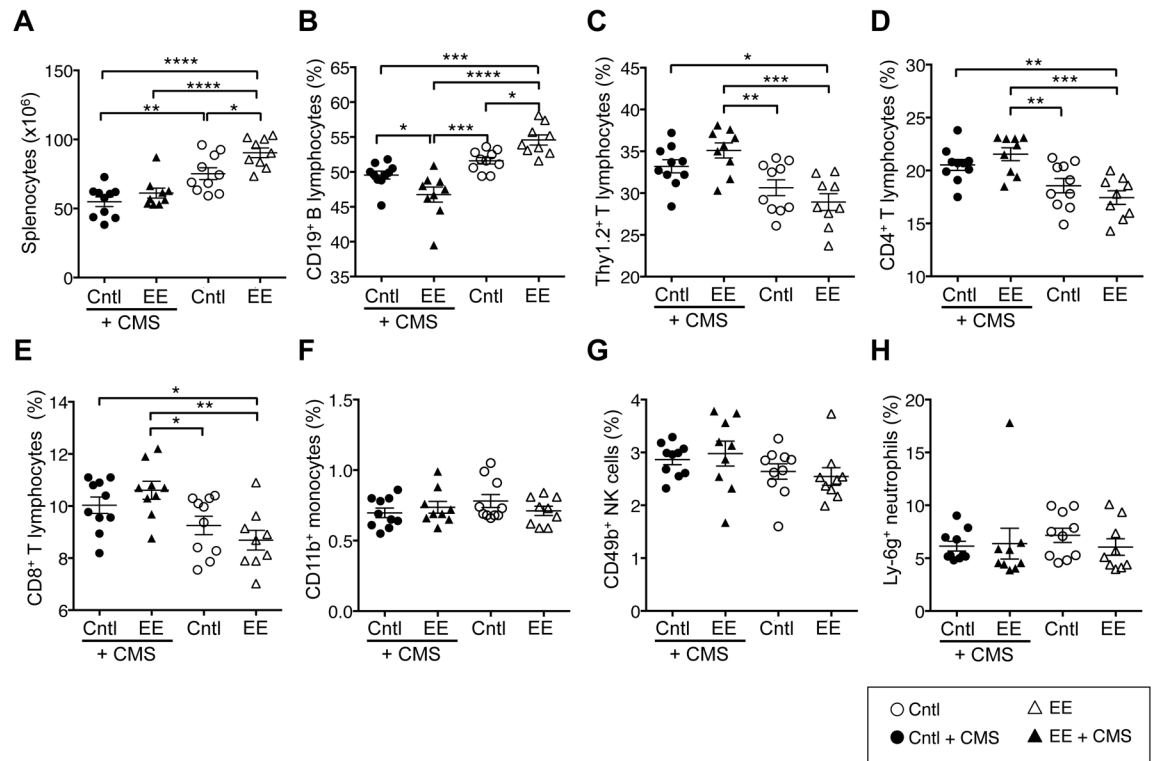 A
Splenocytes (x10⁶)
150
100
50
0
****
****
**
*
Cntl EE Cntl EE
+ CMS
B
CD19⁺ B lymphocytes (%)
65
60
55
50
45
40
35
***
****
*
*
***
Cntl EE Cntl EE
+ CMS
C
Thy1.2⁺ T lymphocytes (%)
45
40
35
30
25
20
*
***
**
Cntl EE Cntl EE
+ CMS
D
CD4⁺ T lymphocytes (%)
30
25
20
15
10
**
***
**
Cntl EE Cntl EE
+ CMS
E
CD8⁺ T lymphocytes (%)
14
12
10
8
6
*
**
*
Cntl EE Cntl EE
+ CMS
F
CD11b⁺ monocytes (%)
1.5
1.0
0.5
0.0
Cntl EE Cntl EE
+ CMS
G
CD49b⁺ NK cells (%)
4
3
2
1
0
Cntl EE Cntl EE
+ CMS
H
Ly-6g⁺ neutrophils (%)
20
15
10
5
0
Cntl EE Cntl EE
+ CMS
Cntl EE
Cntl + CMS EE + CMS